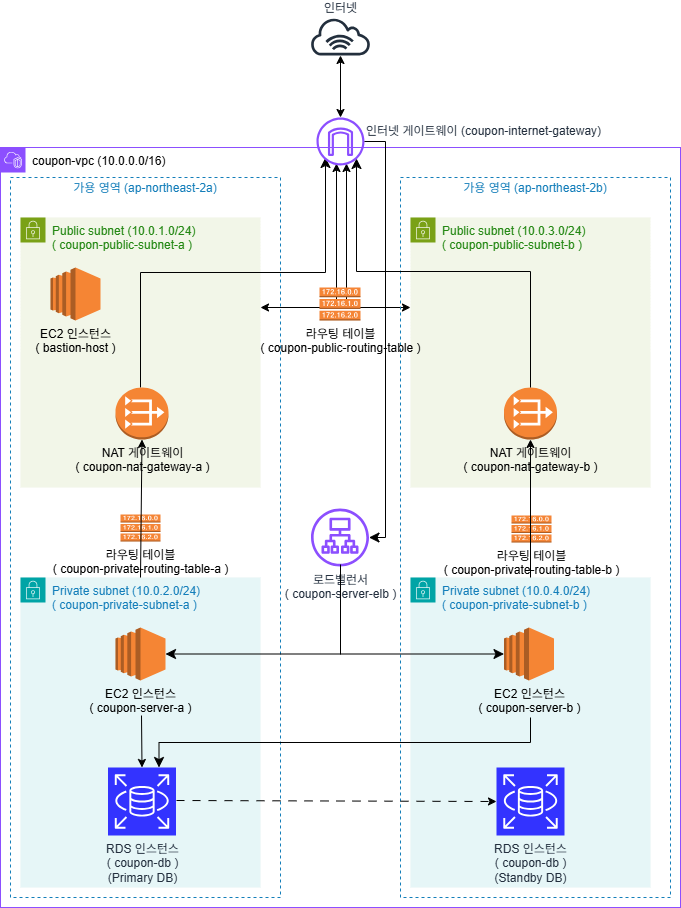 인터넷
인터넷 게이트웨이 (coupon-internet-gateway)
coupon-vpc (10.0.0.0/16)
가용 영역 (ap-northeast-2a)
Public subnet (10.0.1.0/24)
( coupon-public-subnet-a )
EC2 인스턴스
( bastion-host )
NAT 게이트웨이
( coupon-nat-gateway-a )
172.16.0.0
172.16.1.0
172.16.2.0
라우팅 테이블
( coupon-public-routing-table )
가용 영역 (ap-northeast-2b)
Public subnet (10.0.3.0/24)
( coupon-public-subnet-b )
NAT 게이트웨이
( coupon-nat-gateway-b )
172.16.0.0
172.16.1.0
172.16.2.0
라우팅 테이블
( coupon-private-routing-table-a )
로드밸런서
( coupon-server-elb )
172.16.0.0
172.16.1.0
172.16.2.0
라우팅 테이블
( coupon-private-routing-table-b )
Private subnet (10.0.2.0/24)
( coupon-private-subnet-a )
EC2 인스턴스
( coupon-server-a )
RDS 인스턴스
( coupon-db )
(Primary DB)
Private subnet (10.0.4.0/24)
( coupon-private-subnet-b )
EC2 인스턴스
( coupon-server-b )
RDS 인스턴스
( coupon-db )
(Standby DB)